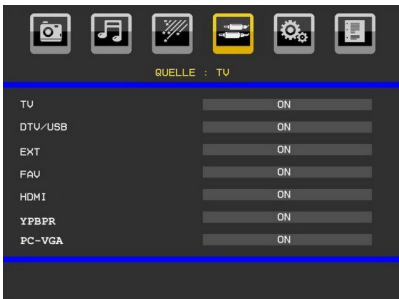 QUELLE : TV
TV ON
DTV/USB ON
EXT ON
FAV ON
HDMI ON
YPBPR ON
PC-VGA ON